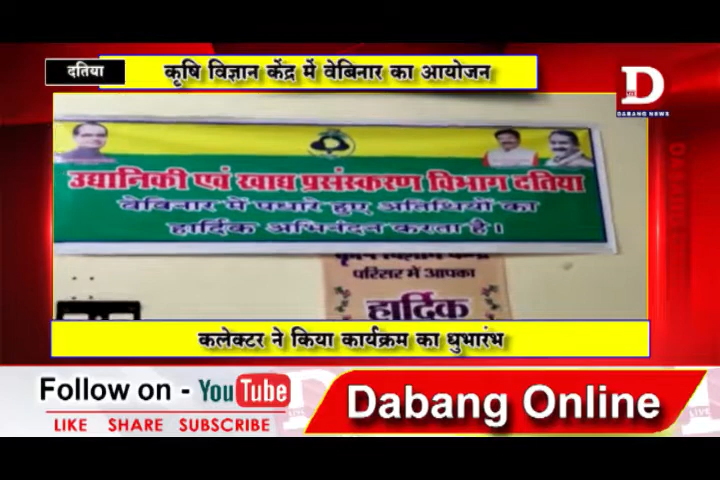 दतिया
कृषि विज्ञान केंद्र में वेबिनार का आयोजन
D
DABANG NEWS
उद्यानिकी एवं खाद्य प्रसंस्करण विभाग दतिया
वेबिनार में पधारे हुए अतिथियों का
हार्दिक अभिनंदन करता है।
कृषि विज्ञान केन्द्र
परिसर में आपका
हार्दिक
कलेक्टर ने किया कार्यक्रम का धुभारंभ
Follow on - YouTube
LIKE SHARE SUBSCRIBE
Dabang Online
LIVE